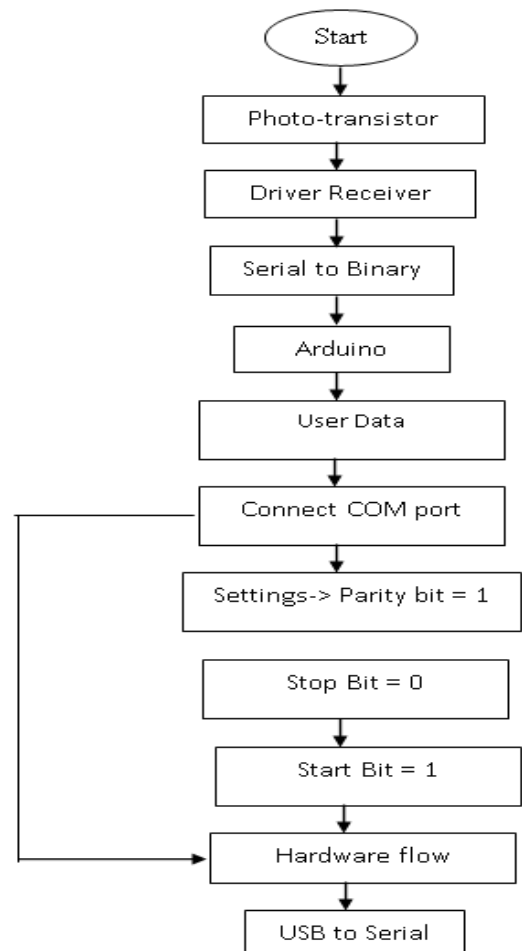 Start
Photo-transistor
Driver Receiver
Serial to Binary
Arduino
User Data
Connect COM port
Settings-> Parity bit = 1
Stop Bit = 0
Start Bit = 1
Hardware flow
USB to Serial